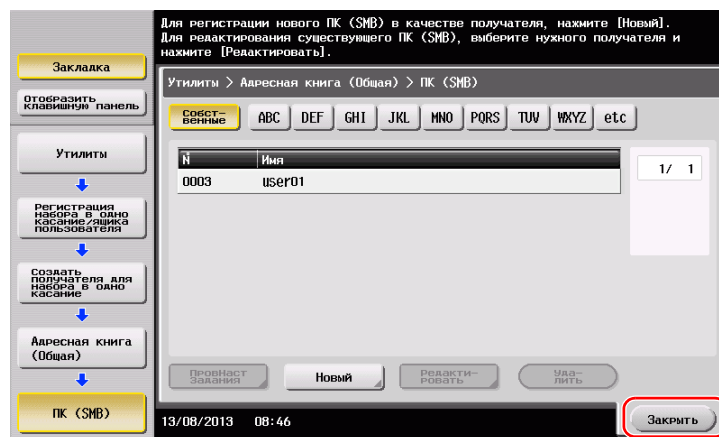 Для регистрации нового ПК (SMB) в качестве получателя, нажмите [Новый].
Для редактирования существующего ПК (SMB), выберите нужного получателя и
нажмите [Редактировать].
Закладка
Отобразить
клавишную панель
Утилиты
Регистрация
набора в одно
касание/ящика
пользователя
Создать
получателя для
набора в одно
касание
Адресная книга
(Общая)
ПК (SMB)
Утилиты > Адресная книга (Общая) > ПК (SMB)
Собст-
венные
ABC DEF GHI JKL MNO PQRS TUV WXYZ etc
№ Имя
0003 user01
1/ 1
ПровНаст
Задания
Новый
Редакти-
ровать
Уда-
лить
13/08/2013 08:46
Закрыть